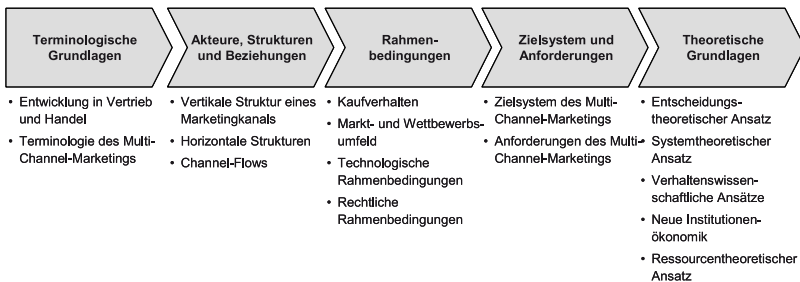 Terminologische
Grundlagen
Akteure, Strukturen
und Beziehungen
Rahmen-
bedingungen
Zielsystem und
Anforderungen
Theoretische
Grundlagen
• Entwicklung in Vertrieb
und Handel
• Terminologie des Multi-
Channel-Marketings
• Vertikale Struktur eines
Marketingkanals
• Horizontale Strukturen
• Channel-Flows
• Kaufverhalten
• Markt- und Wettbewerbs-
umfeld
• Technologische
Rahmenbedingungen
• Rechtliche
Rahmenbedingungen
• Zielsystem des Multi-
Channel-Marketings
• Anforderungen des Multi-
Channel-Marketings
• Entscheidungs-
theoretischer Ansatz
• Systemtheoretischer
Ansatz
• Verhaltenswissen-
schaftliche Ansätze
• Neue Institutionen-
ökonomik
• Ressourcentheoretischer
Ansatz